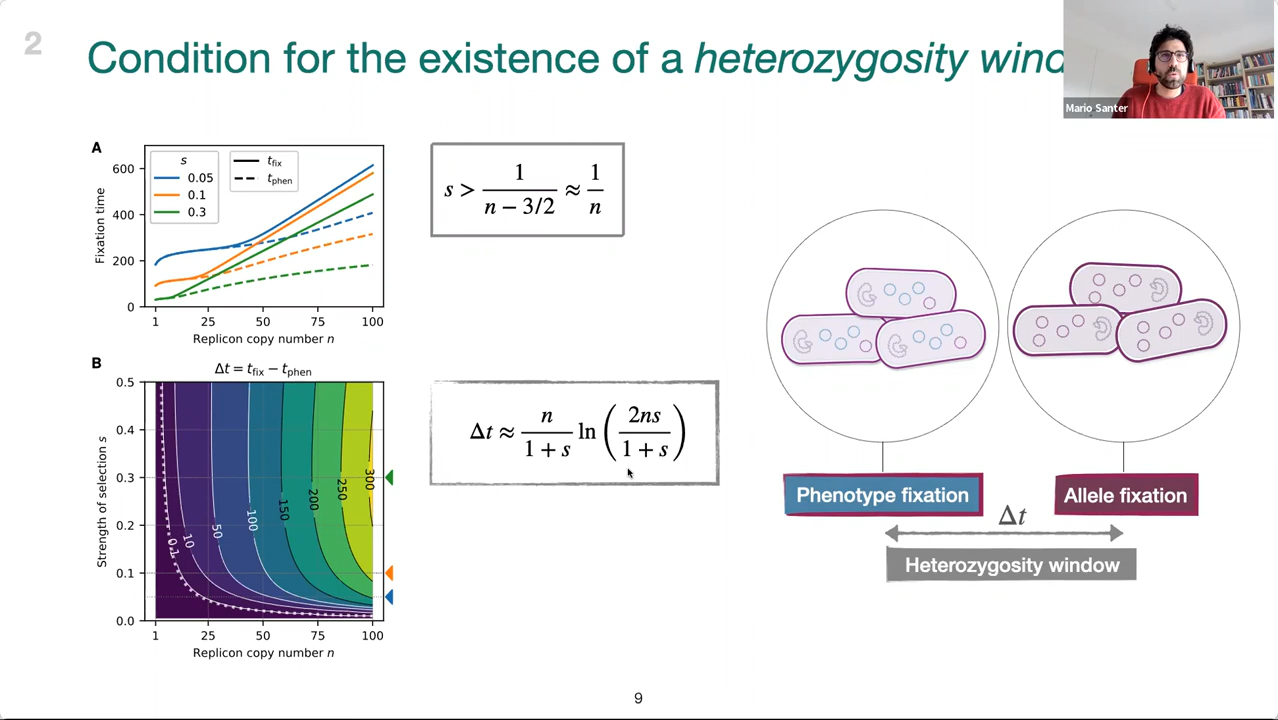 2
Condition for the existence of a heterozygosity wind
Mario Santer
A
s
0.05
0.1
0.3
t_fix
t_phen
Fixation time
600
400
200
0
1 25 50 75 100
Replicon copy number n
s > 1/(n − 3/2) ≈ 1/n
B
Δt = t_fix − t_phen
Strength of selection s
0.5
0.4
0.3
0.2
0.1
0.0
0.1
10
50
100
150
200
250
300
1 25 50 75 100
Replicon copy number n
Δt ≈ n/(1 + s) ln (2ns/(1 + s))
Phenotype fixation
Allele fixation
Δt
Heterozygosity window
9